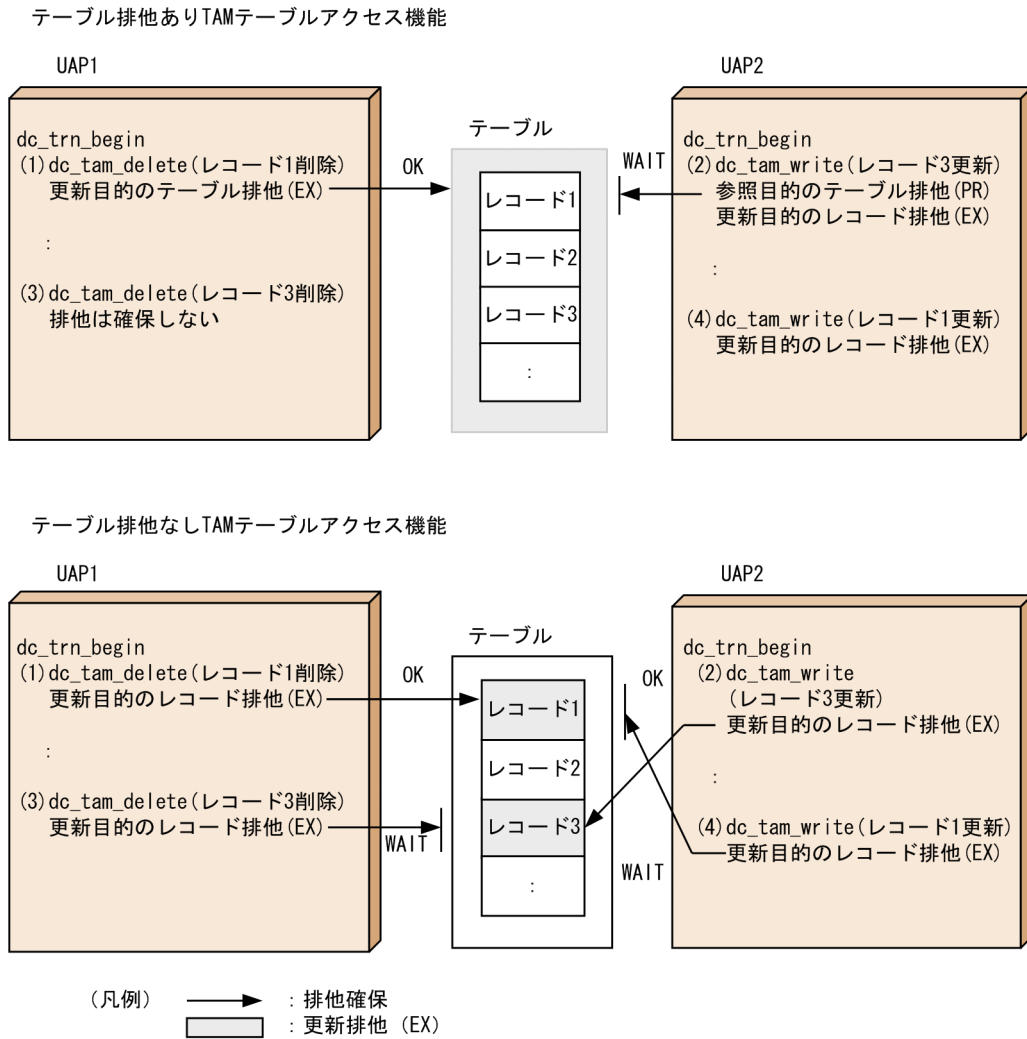 テーブル排他ありTAMテーブルアクセス機能
UAP1
dc_trn_begin
(1)dc_tam_delete(レコード1削除)
更新目的のテーブル排他(EX)
:
(3)dc_tam_delete(レコード3削除)
排他は確保しない
OK
テーブル
レコード1
レコード2
レコード3
:
WAIT
UAP2
dc_trn_begin
(2)dc_tam_write(レコード3更新)
参照目的のテーブル排他(PR)
更新目的のレコード排他(EX)
:
(4)dc_tam_write(レコード1更新)
更新目的のレコード排他(EX)
テーブル排他なしTAMテーブルアクセス機能
UAP1
dc_trn_begin
(1)dc_tam_delete(レコード1削除)
更新目的のレコード排他(EX)
:
(3)dc_tam_delete(レコード3削除)
更新目的のレコード排他(EX)
OK
WAIT
テーブル
レコード1
レコード2
レコード3
:
OK
WAIT
UAP2
dc_trn_begin
(2)dc_tam_write
(レコード3更新)
更新目的のレコード排他(EX)
:
(4)dc_tam_write(レコード1更新)
更新目的のレコード排他(EX)
(凡例)
:排他確保
:更新排他(EX)